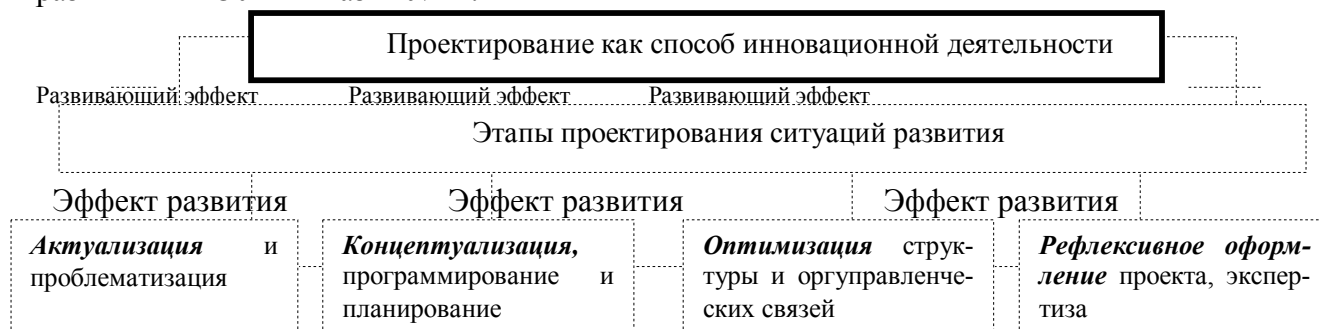 Проектирование как способ инновационной деятельности
Развивающий эффект Развивающий эффект Развивающий эффект
Этапы проектирования ситуаций развития
Эффект развития Эффект развития Эффект развития
Актуализация и
проблематизация
Концептуализация,
программирование и
планирование
Оптимизация струк-
туры и оргуправленче-
ских связей
Рефлексивное оформ-
ление проекта, экспер-
тиза